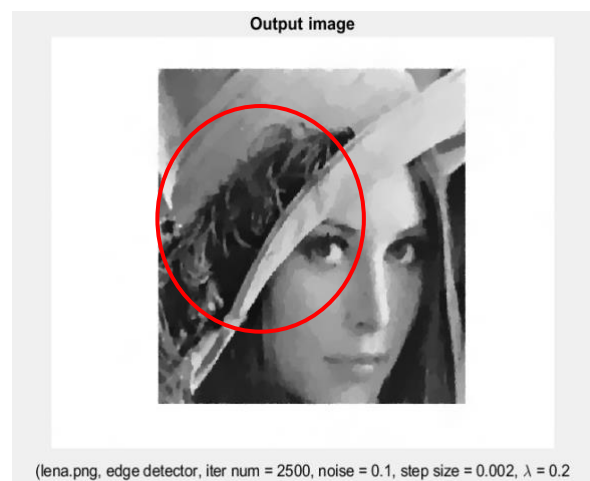 Output image
(lena.png, edge detector, iter num = 2500, noise = 0.1, step size = 0.002, λ = 0.2